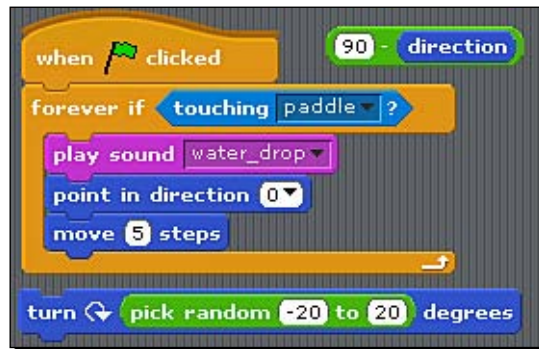 when clicked
90 - direction
forever if touching paddle ?
play sound water_drop
point in direction 0
move 5 steps
turn pick random -20 to 20 degrees